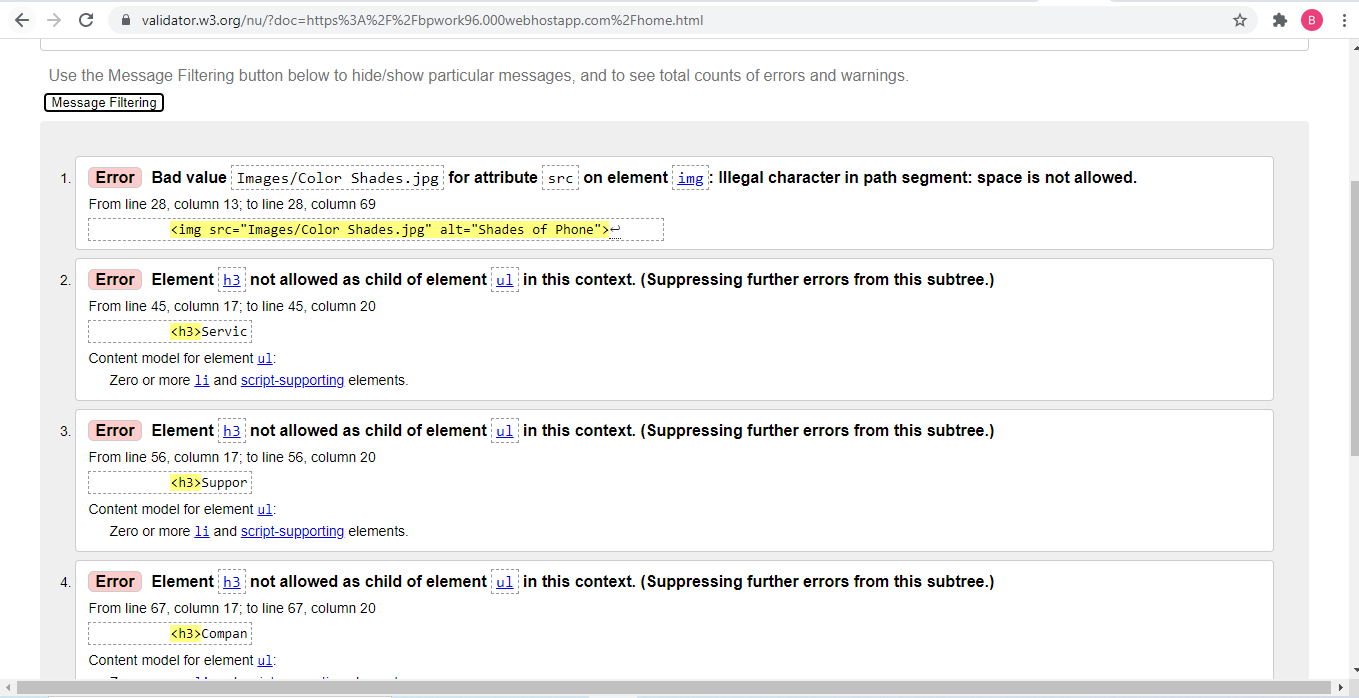 validator.w3.org/nu/?doc=https%3A%2F%2Fbpwork96.000webhostapp.com%2Fhome.html
B
Use the Message Filtering button below to hide/show particular messages, and to see total counts of errors and warnings.
Message Filtering
1. Error Bad value Images/Color Shades.jpg for attribute src on element img: Illegal character in path segment: space is not allowed.
From line 28, column 13; to line 28, column 69
<img src="Images/Color Shades.jpg" alt="Shades of Phone">↩
2. Error Element h3 not allowed as child of element ul in this context. (Suppressing further errors from this subtree.)
From line 45, column 17; to line 45, column 20
<h3>Servic
Content model for element ul:
Zero or more li and script-supporting elements.
3. Error Element h3 not allowed as child of element ul in this context. (Suppressing further errors from this subtree.)
From line 56, column 17; to line 56, column 20
<h3>Suppor
Content model for element ul:
Zero or more li and script-supporting elements.
4. Error Element h3 not allowed as child of element ul in this context. (Suppressing further errors from this subtree.)
From line 67, column 17; to line 67, column 20
<h3>Compan
Content model for element ul: